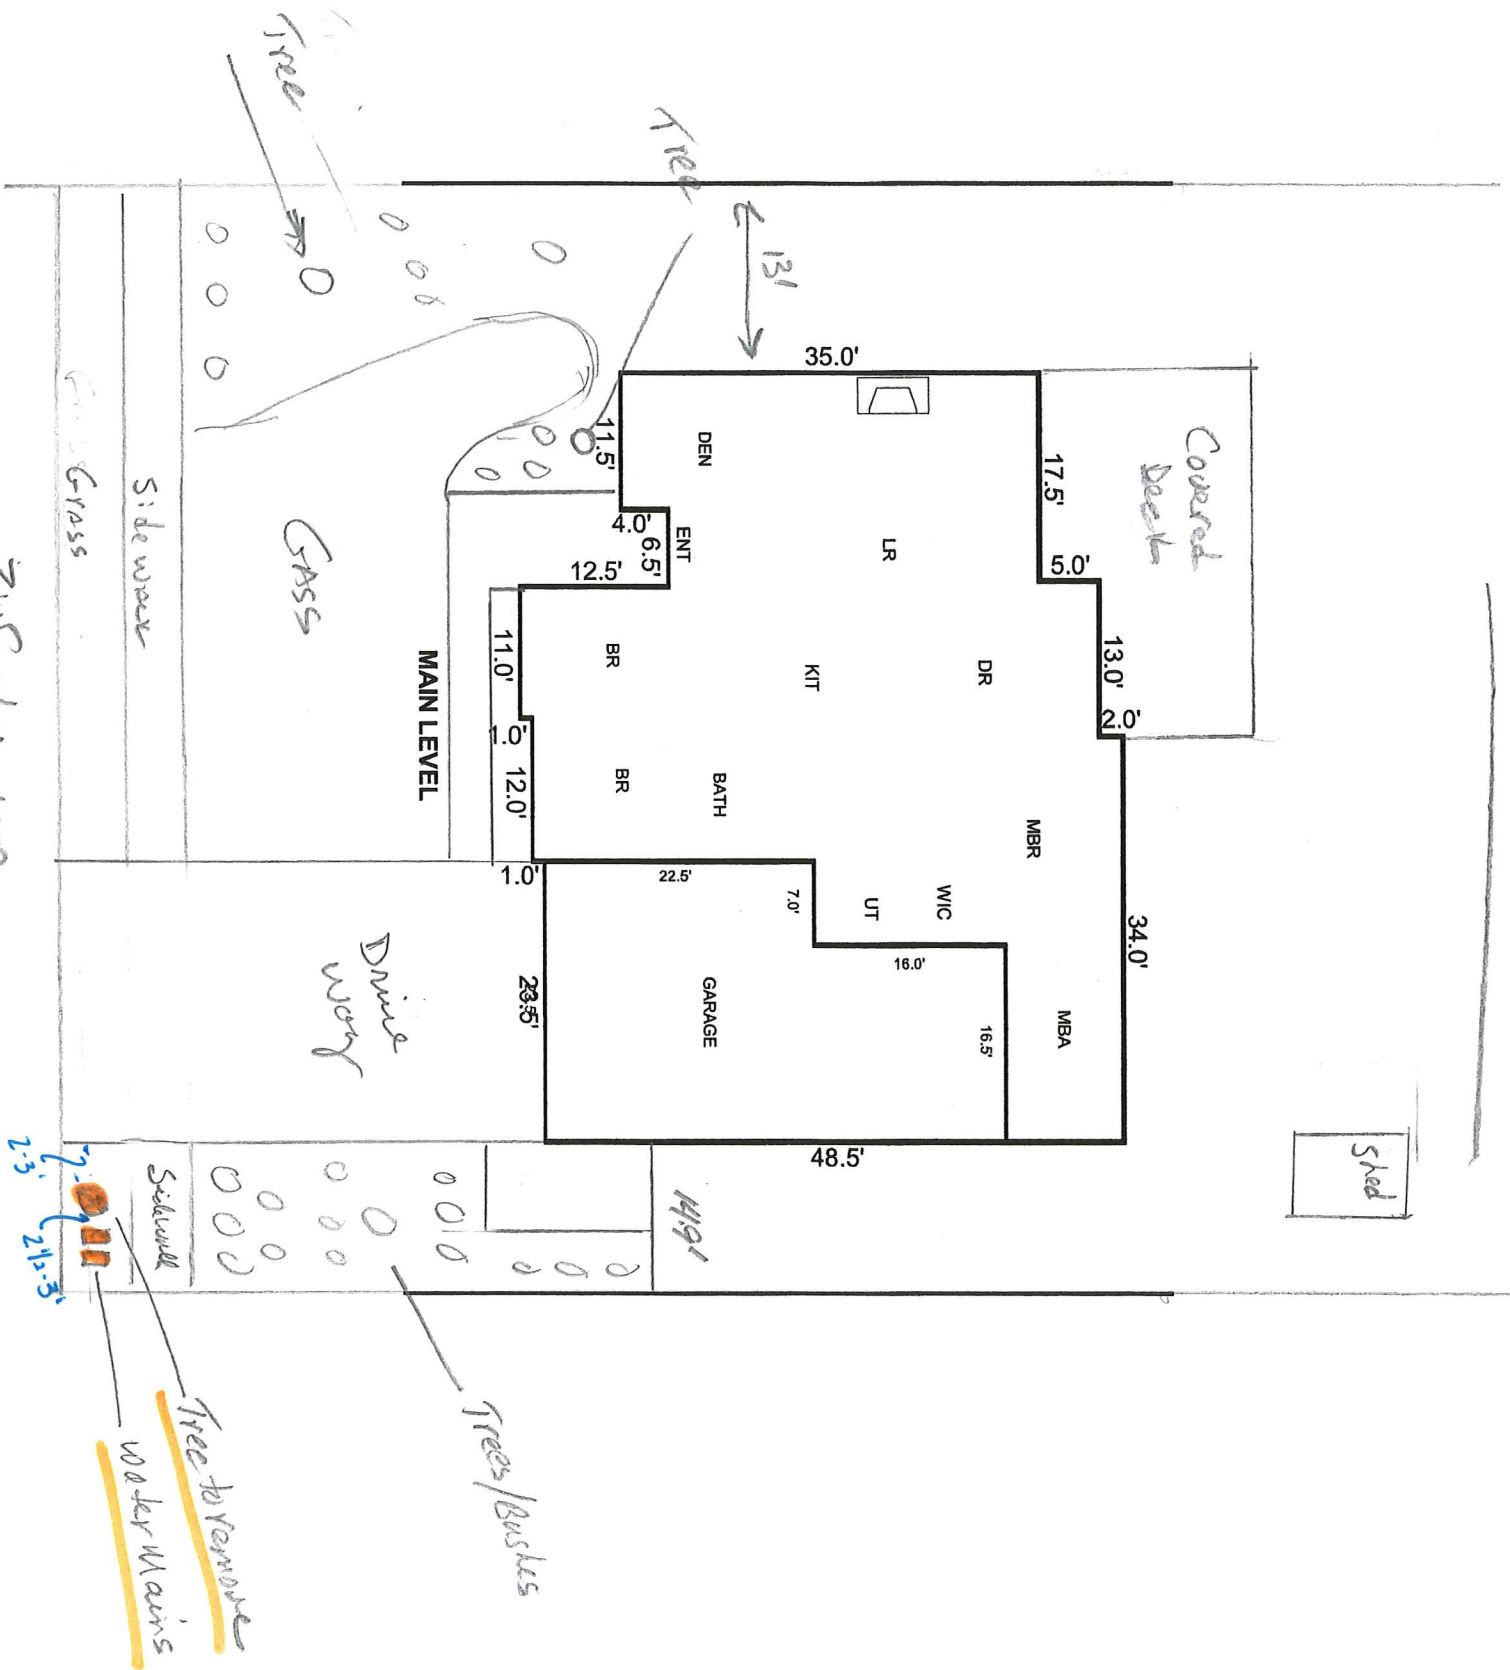 Tree
Tree
13'
35.0'
Covered
Deck
17.5'
5.0'
13.0'
2.0'
34.0'
48.5'
DEN
11.5'
4.0'
6.5'
ENT
12.5'
11.0'
1.0'
12.0'
1.0'
LR
DR
KIT
BR
BR
BATH
MBR
WIC
UT
MBA
22.5'
7.0'
16.0'
16.5'
GARAGE
23.5'
MAIN LEVEL
GASS
Sidewack
Grass
Drive
Way
Shed
Sidewalk
2-3'
2½-3'
Trees/Bushes
Tree to remove
water Mains